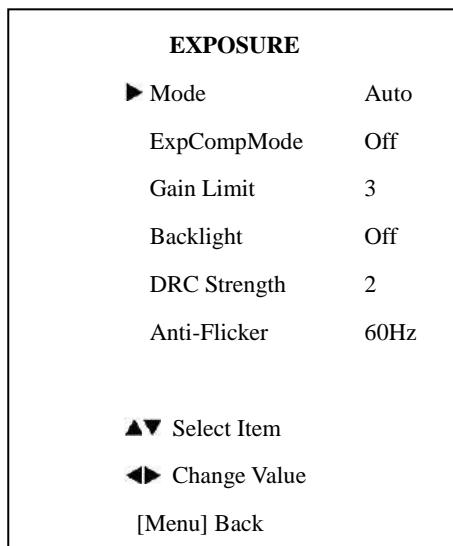 EXPOSURE
▶ Mode Auto
ExpCompMode Off
Gain Limit 3
Backlight Off
DRC Strength 2
Anti-Flicker 60Hz
▲▼ Select Item
◀▶ Change Value
[Menu] Back